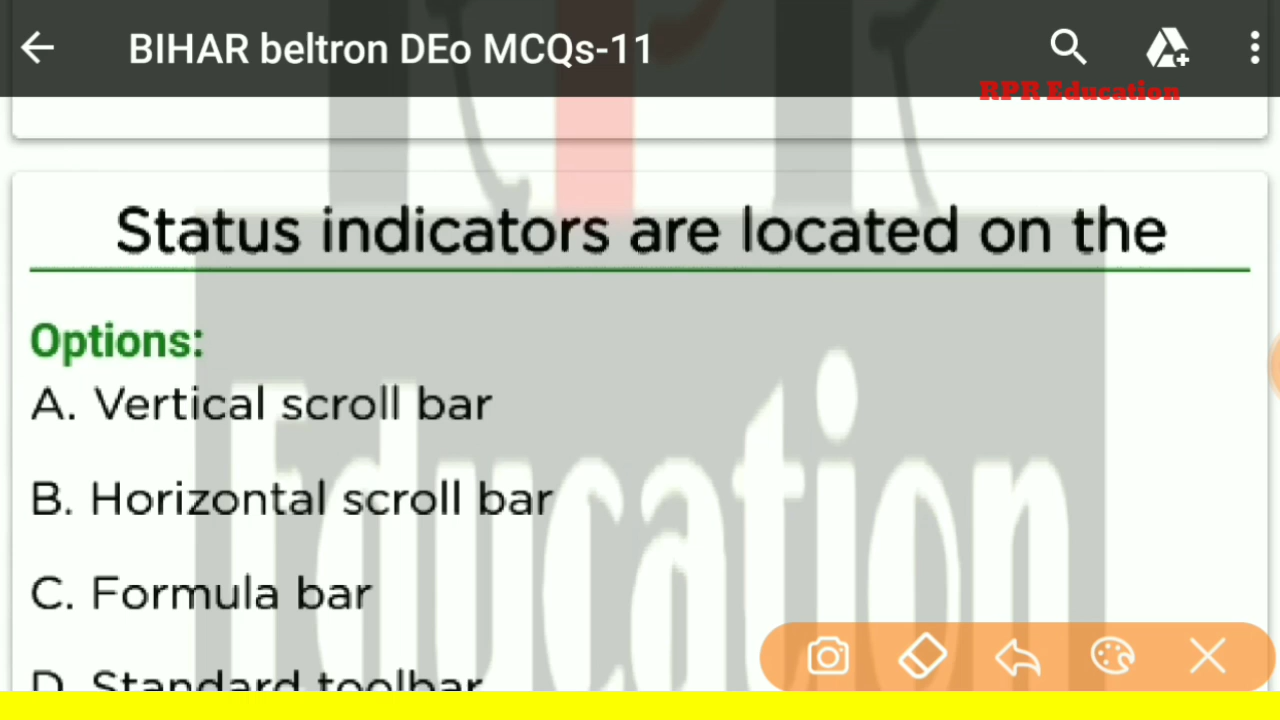 BIHAR beltron DEo MCQs-11
RPR Education
Status indicators are located on the
Options:
A. Vertical scroll bar
B. Horizontal scroll bar
C. Formula bar
D. Standard toolbar
Education